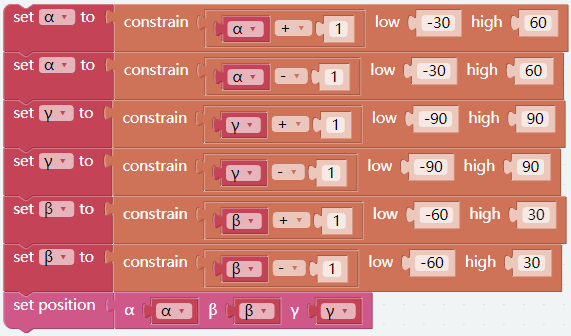 set α to constrain α + 1 low -30 high 60
set α to constrain α - 1 low -30 high 60
set γ to constrain γ + 1 low -90 high 90
set γ to constrain γ - 1 low -90 high 90
set β to constrain β + 1 low -60 high 30
set β to constrain β - 1 low -60 high 30
set position α α β β γ γ